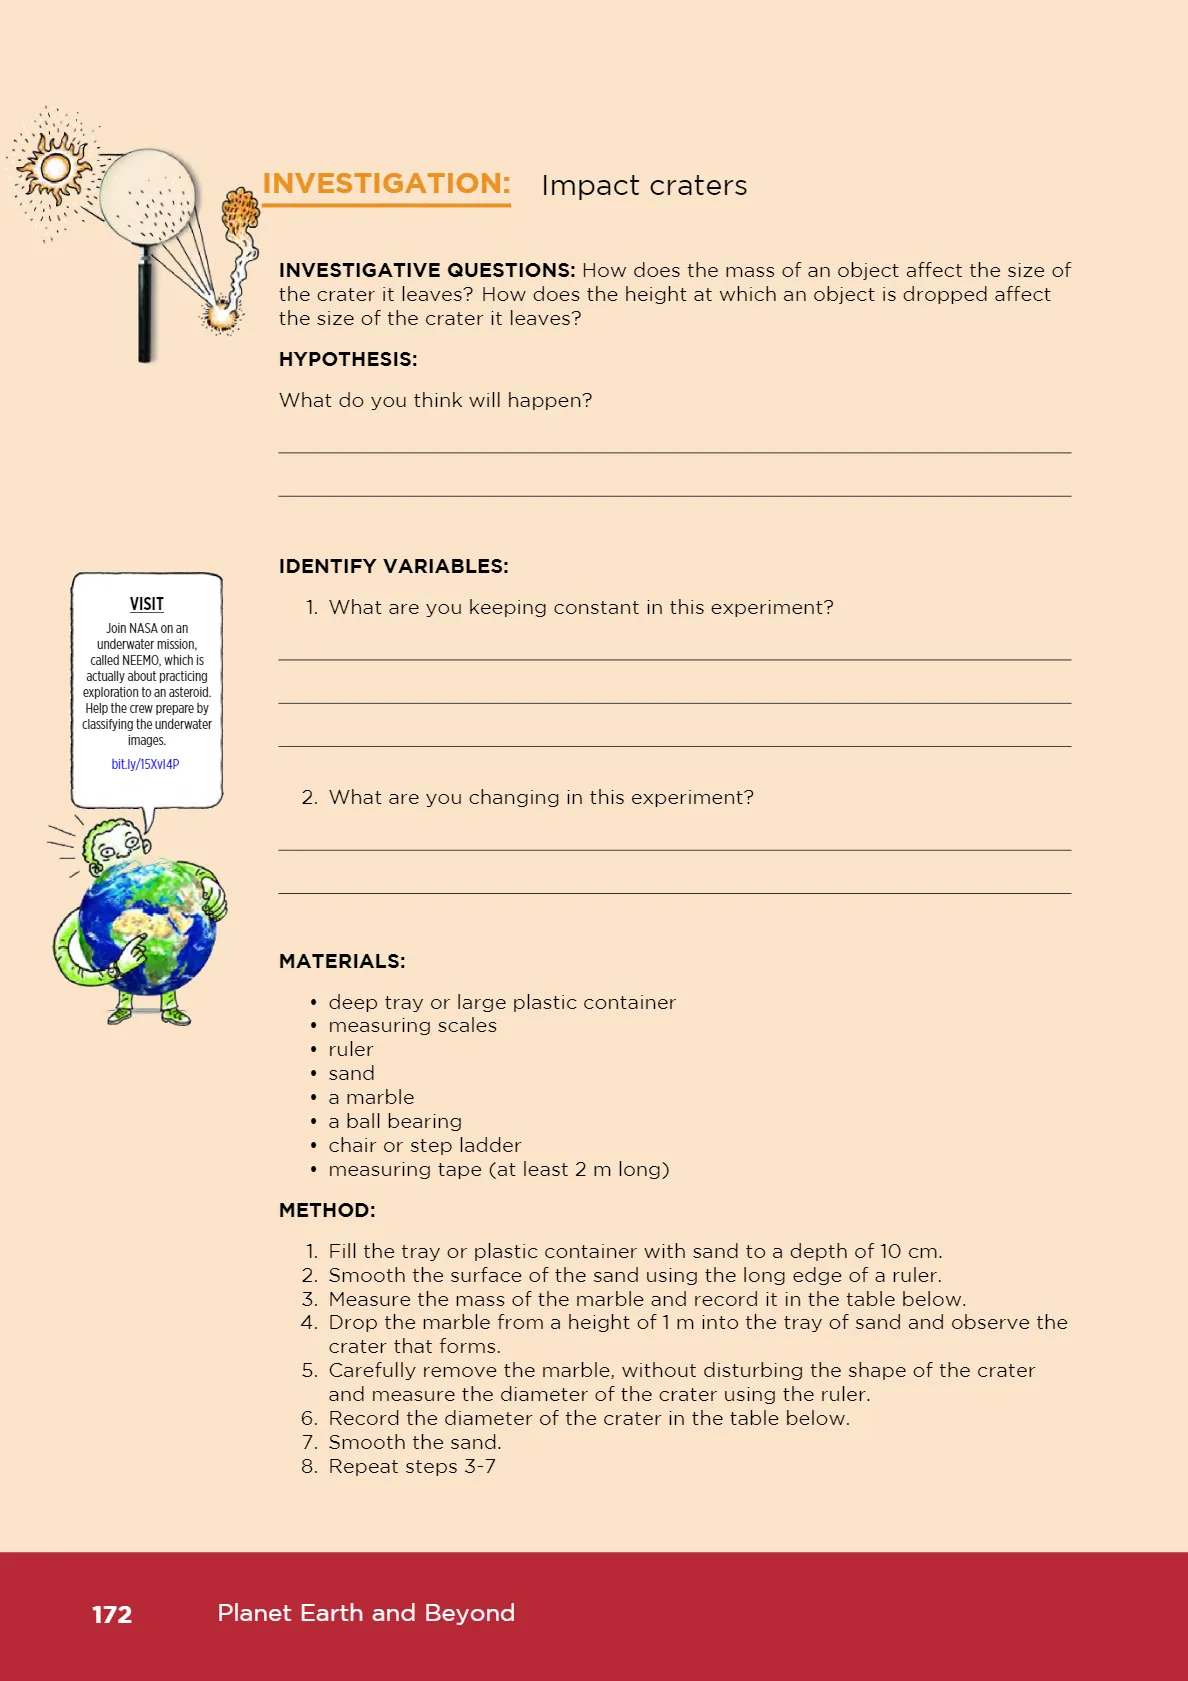 INVESTIGATION: Impact craters
INVESTIGATIVE QUESTIONS: How does the mass of an object affect the size of
the crater it leaves? How does the height at which an object is dropped affect
the size of the crater it leaves?
HYPOTHESIS:
What do you think will happen?
IDENTIFY VARIABLES:
1. What are you keeping constant in this experiment?
2. What are you changing in this experiment?
VISIT
Join NASA on an
underwater mission,
called NEEMO, which is
actually about practicing
exploration to an asteroid.
Help the crew prepare by
classifying the underwater
images.
bit.ly/15XvI4P
MATERIALS:
• deep tray or large plastic container
• measuring scales
• ruler
• sand
• a marble
• a ball bearing
• chair or step ladder
• measuring tape (at least 2 m long)
METHOD:
1. Fill the tray or plastic container with sand to a depth of 10 cm.
2. Smooth the surface of the sand using the long edge of a ruler.
3. Measure the mass of the marble and record it in the table below.
4. Drop the marble from a height of 1 m into the tray of sand and observe the
crater that forms.
5. Carefully remove the marble, without disturbing the shape of the crater
and measure the diameter of the crater using the ruler.
6. Record the diameter of the crater in the table below.
7. Smooth the sand.
8. Repeat steps 3-7
172 Planet Earth and Beyond